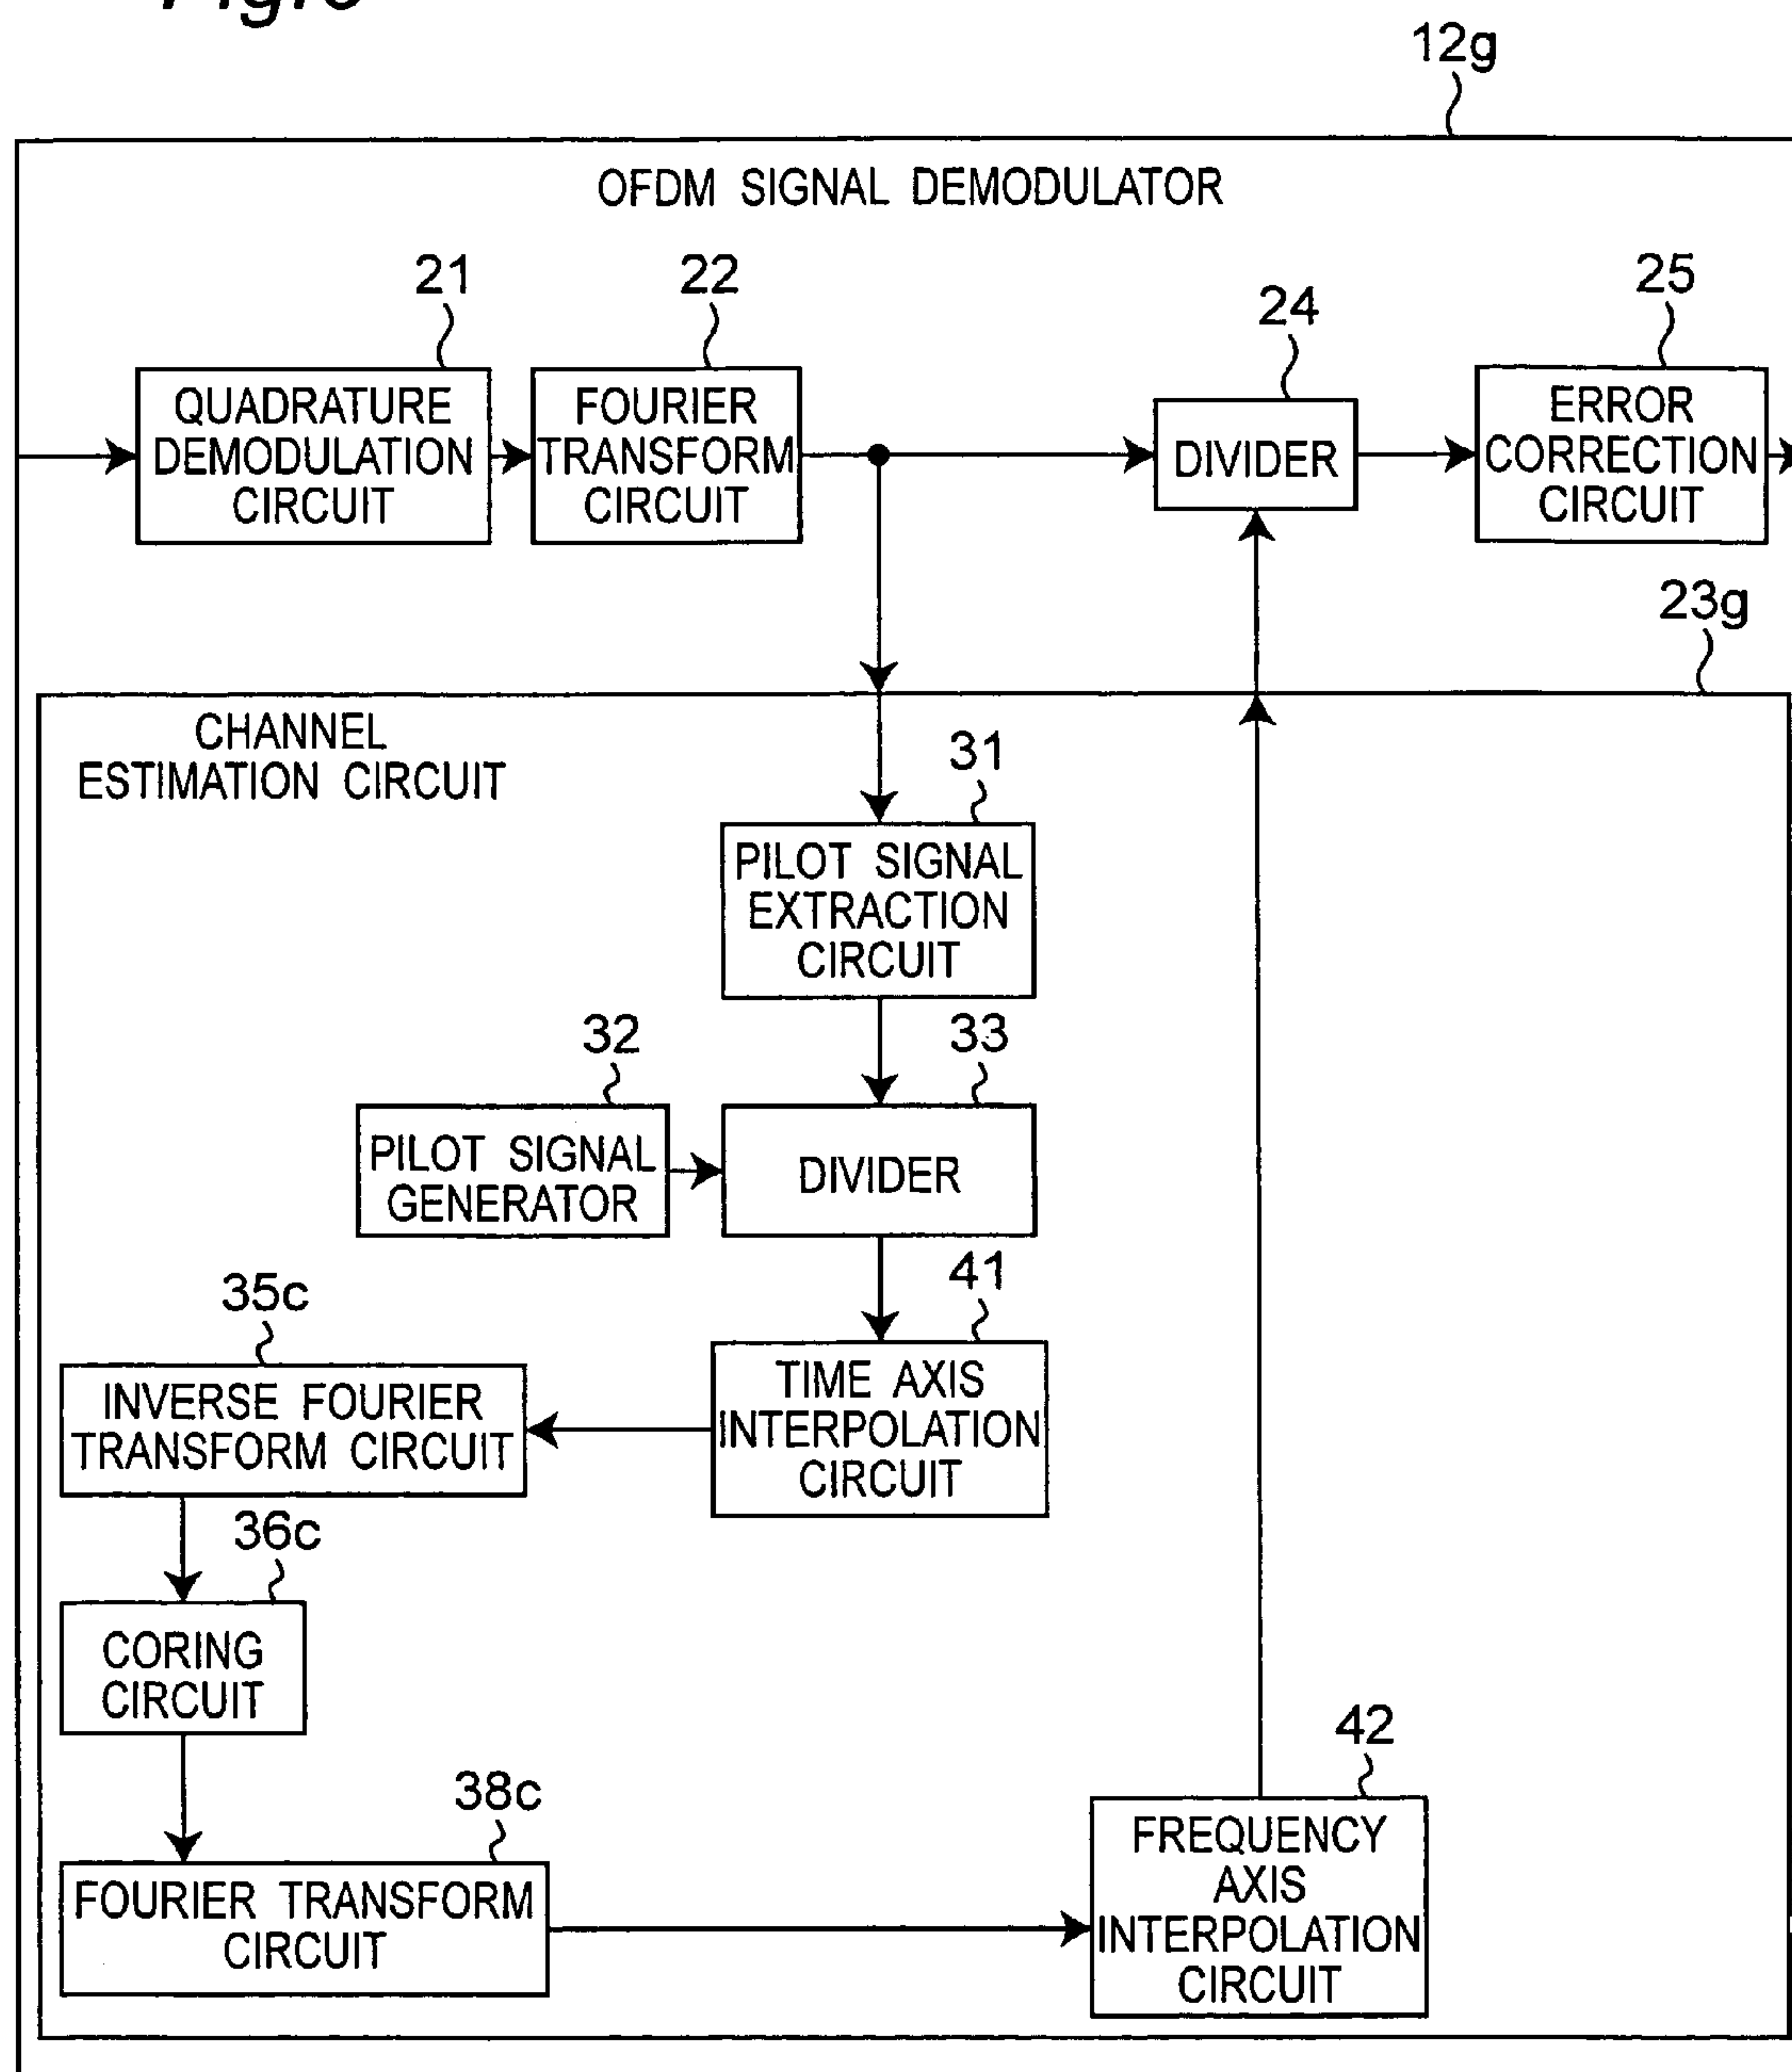 12g
OFDM SIGNAL DEMODULATOR
21
22
24
25
QUADRATURE
DEMODULATION
CIRCUIT
FOURIER
TRANSFORM
CIRCUIT
DIVIDER
ERROR
CORRECTION
CIRCUIT
23g
CHANNEL
ESTIMATION CIRCUIT
31
PILOT SIGNAL
EXTRACTION
CIRCUIT
32
33
PILOT SIGNAL
GENERATOR
DIVIDER
35c
41
INVERSE FOURIER
TRANSFORM CIRCUIT
TIME AXIS
INTERPOLATION
CIRCUIT
36c
CORING
CIRCUIT
38c
42
FOURIER TRANSFORM
CIRCUIT
FREQUENCY
AXIS
INTERPOLATION
CIRCUIT